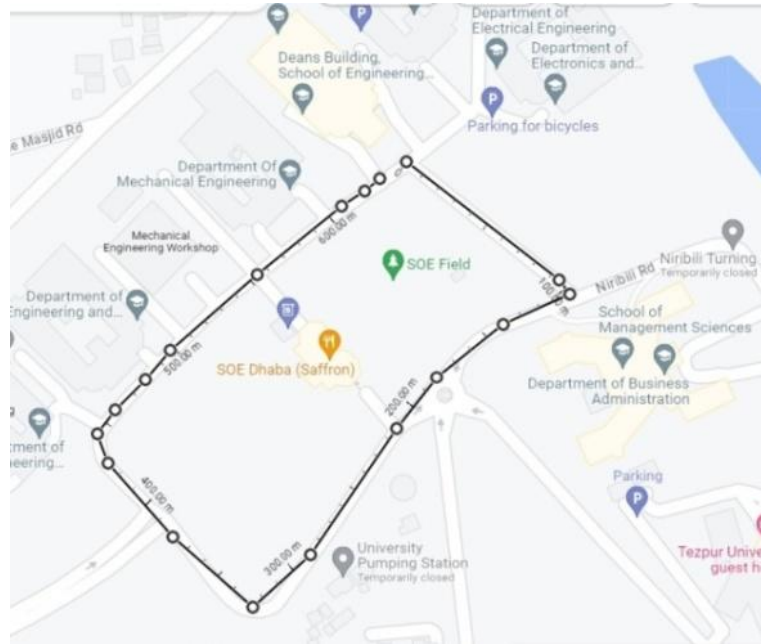 Department of
Electrical Engineering
Deans Building,
School of Engineering...
Department of
Electronics and...
Parking for bicycles
e Masjid Rd
Department Of
Mechanical Engineering
600.00 m
Mechanical
Engineering Workshop
SOE Field
Niribili Turning
Temporarily closed
Niribili Rd
100.00 m
Department of
Engineering and...
School of
Management Sciences
500.00 m
SOE Dhaba (Saffron)
Department of Business
Administration
200.00 m
g
ment of
eering...
400.00 m
Parking
300.00 m
University
Pumping Station
Temporarily closed
Tezpur Unive
guest h